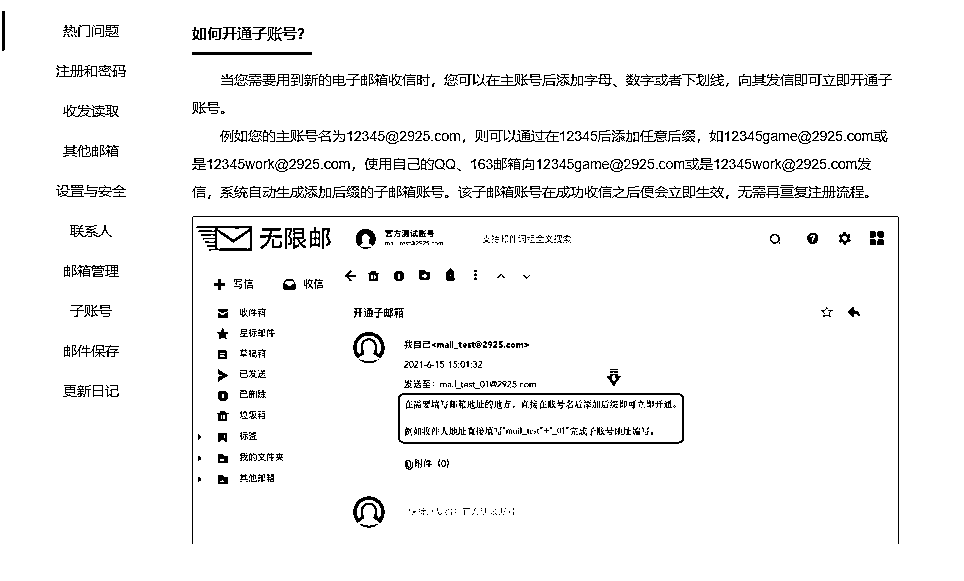 热门问题
注册和密码
收发读取
其他邮箱
设置与安全
联系人
邮箱管理
子账号
邮件保存
更新日记
如何开通子账号?
当您需要用到新的电子邮箱收信时，您可以在主账号后添加字母、数字或者下划线，向其发信即可立即开通子
账号。
例如您的主账号名为12345@2925.com，则可以通过在12345后添加任意后缀，如12345game@2925.com或
是12345work@2925.com，使用自己的QQ、163邮箱向12345game@2925.com或是12345work@2925.com发
信，系统自动生成添加后缀的子邮箱账号。该子邮箱账号在成功收信之后便会立即生效，无需再重复注册流程。
无限邮
官方测试账号
mail_test@2925.com
支持邮件词组全文搜索
写信
收信
收件箱
星标邮件
草稿箱
已发送
已删除
垃圾箱
标签
我的文件夹
其他邮箱
开通子邮箱
我自己<mail_test@2925.com>
2021-6-15 15:01:32
发送至：mail_test_01@2925.com
在需要填写邮箱地址的地方，直接在账号名后添加后缀即可立即开通。
例如收件人地址直接填写"mail_test"+"_01"完成子账号地址编写。
附件（0）